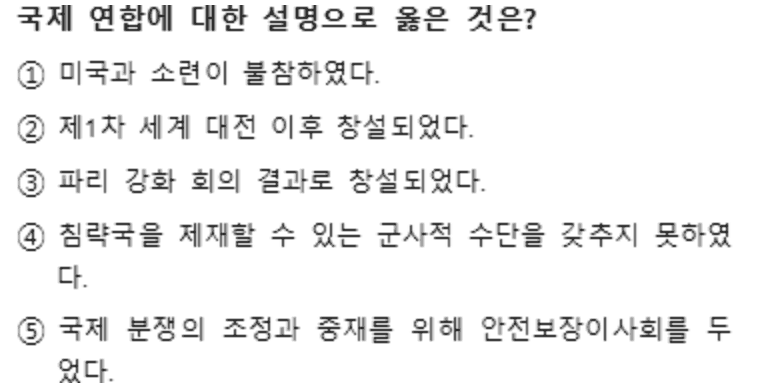 국제 연합에 대한 설명으로 옳은 것은?
① 미국과 소련이 불참하였다.
② 제1차 세계 대전 이후 창설되었다.
③ 파리 강화 회의 결과로 창설되었다.
④ 침략국을 제재할 수 있는 군사적 수단을 갖추지 못하였
다.
⑤ 국제 분쟁의 조정과 중재를 위해 안전보장이사회를 두
었다.